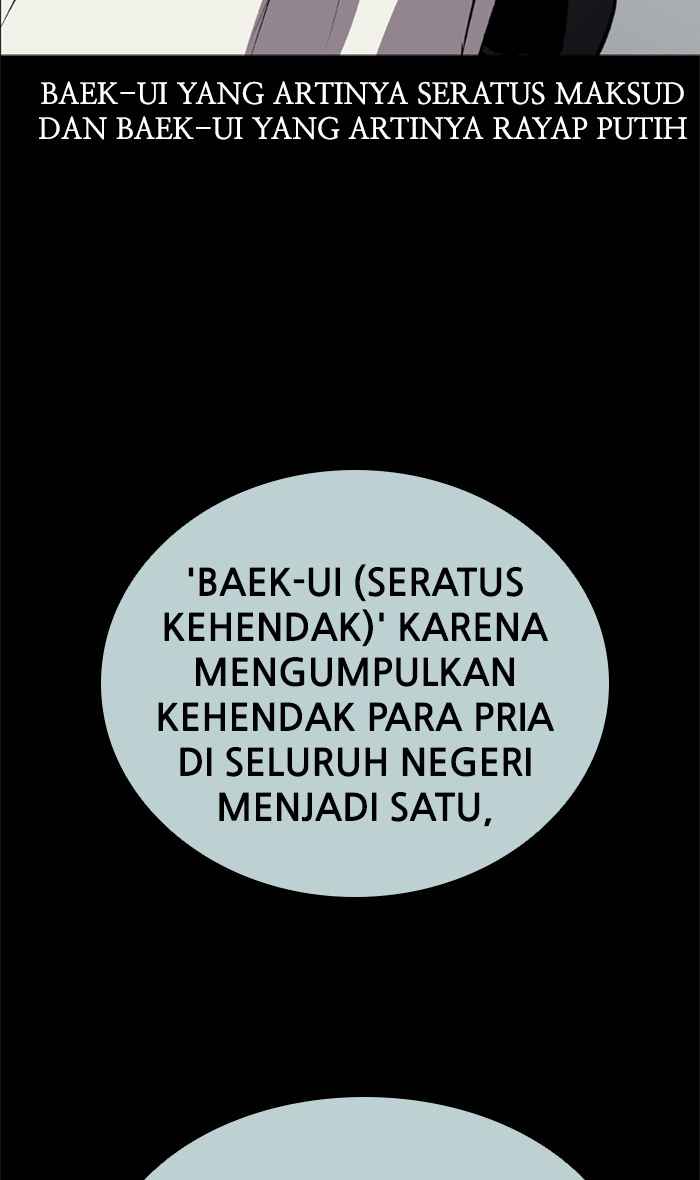 BAEK-UI YANG ARTINYA SERATUS MAKSUD
DAN BAEK-UI YANG ARTINYA RAYAP PUTIH
'BAEK-UI (SERATUS
KEHENDAK)' KARENA
MENGUMPULKAN
KEHENDAK PARA PRIA
DI SELURUH NEGERI
MENJADI SATU,